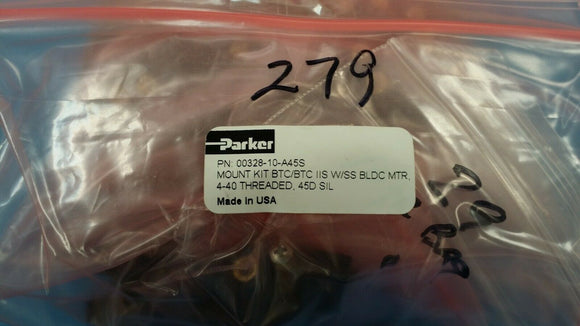 279
Parker
PN: 00328-10-A45S
MOUNT KIT BTC/BTC IIS W/SS BLDC MTR,
4-40 THREADED, 45D SIL
Made in USA